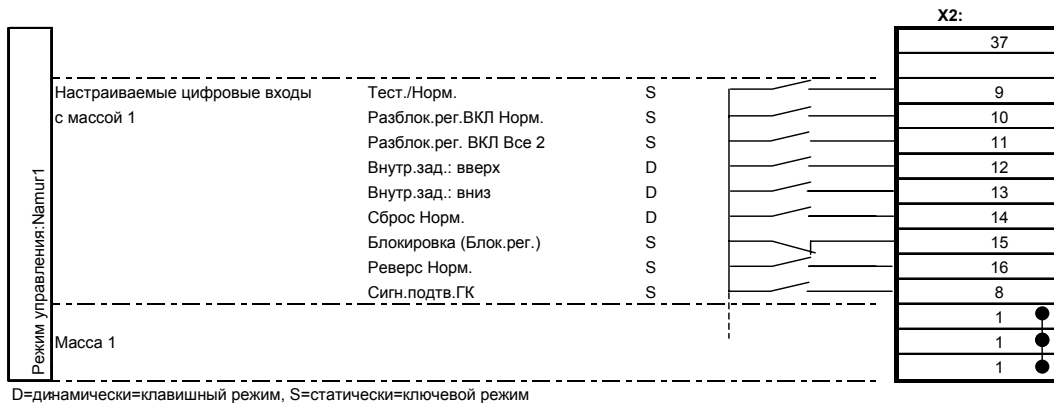 X2:
37
Настраиваемые цифровые входы Тест./Норм. S 9
с массой 1 Разблок.рег.ВКЛ Норм. S 10
Разблок.рег. ВКЛ Все 2 S 11
Внутр.зад.: вверх D 12
Внутр.зад.: вниз D 13
Сброс Норм. D 14
Блокировка (Блок.рег.) S 15
Реверс Норм. S 16
Сигн.подтв.ГК S 8
1
Масса 1 1
1
Режим управления:Namur1
D=динамически=клавишный режим, S=статически=ключевой режим